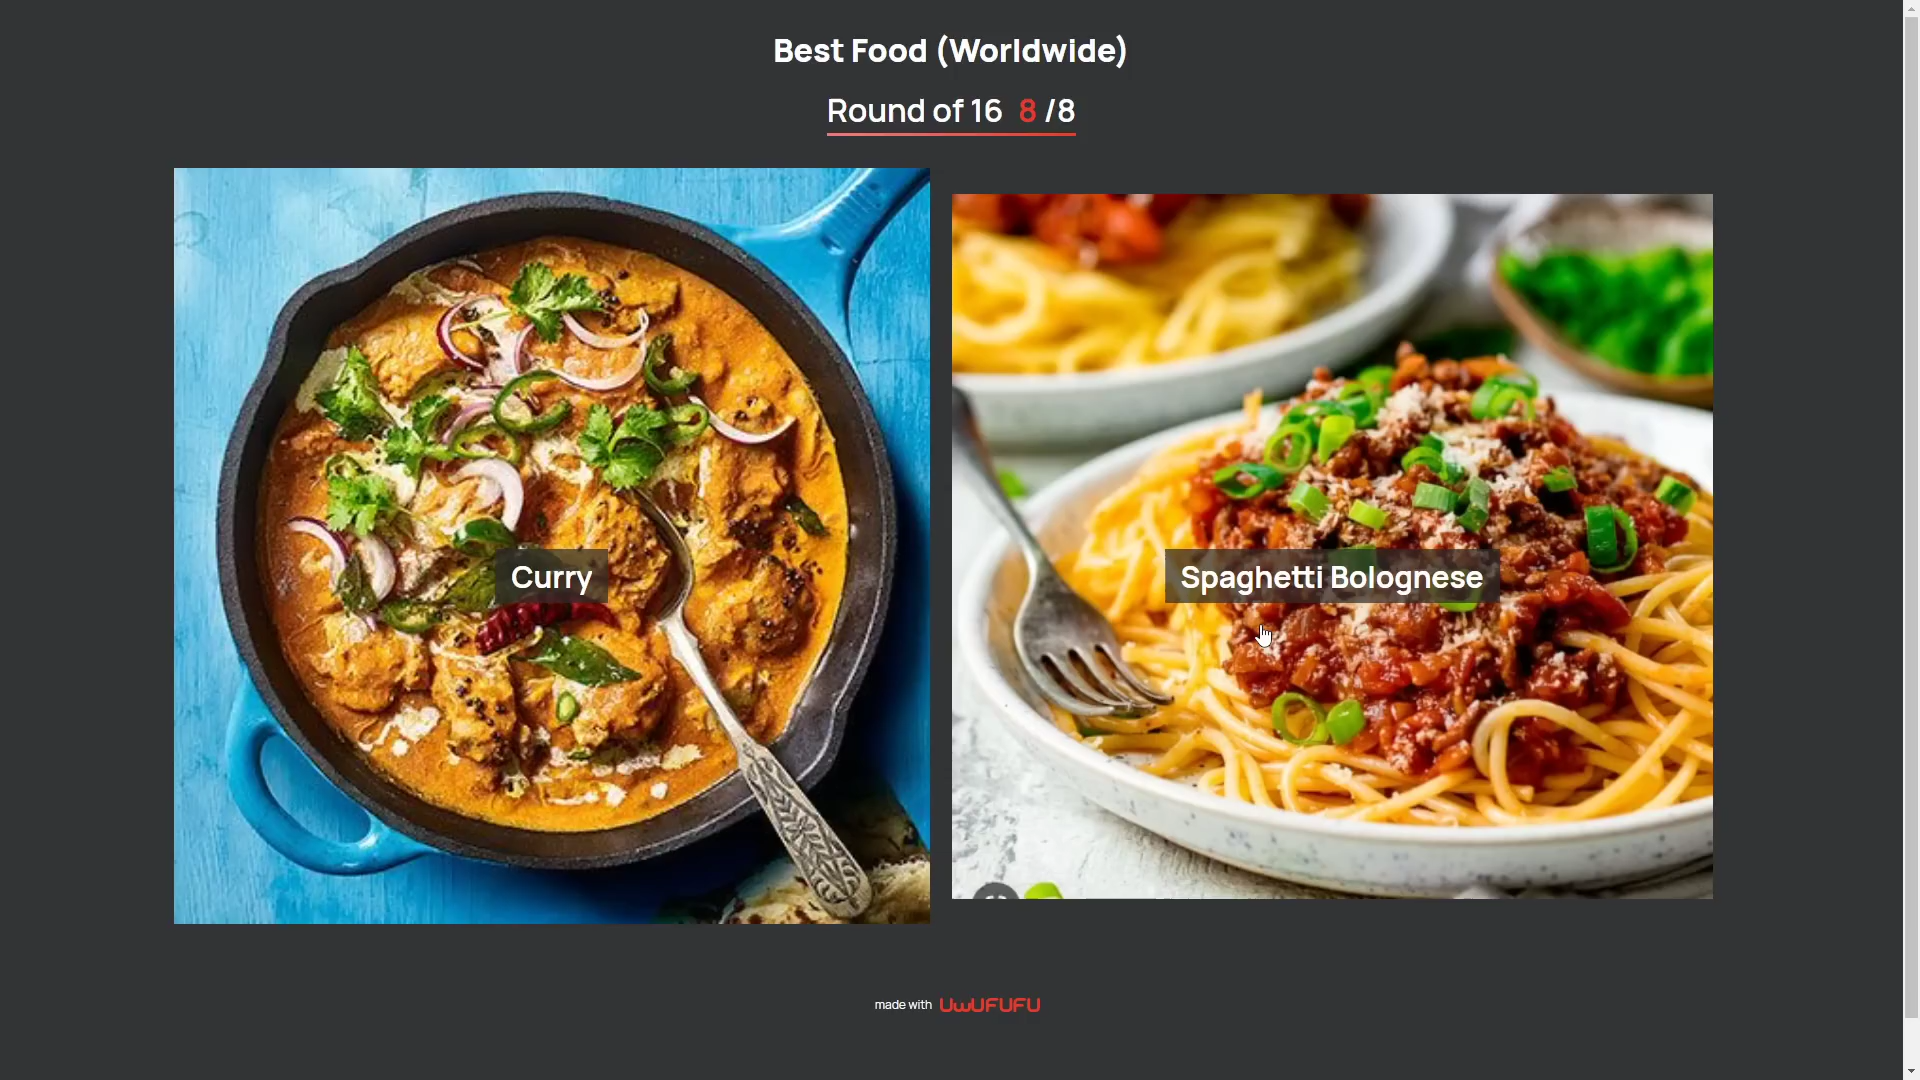 Best Food (Worldwide)
Round of 16 8 /8
Curry
Spaghetti Bolognese
made with UwUFUFU